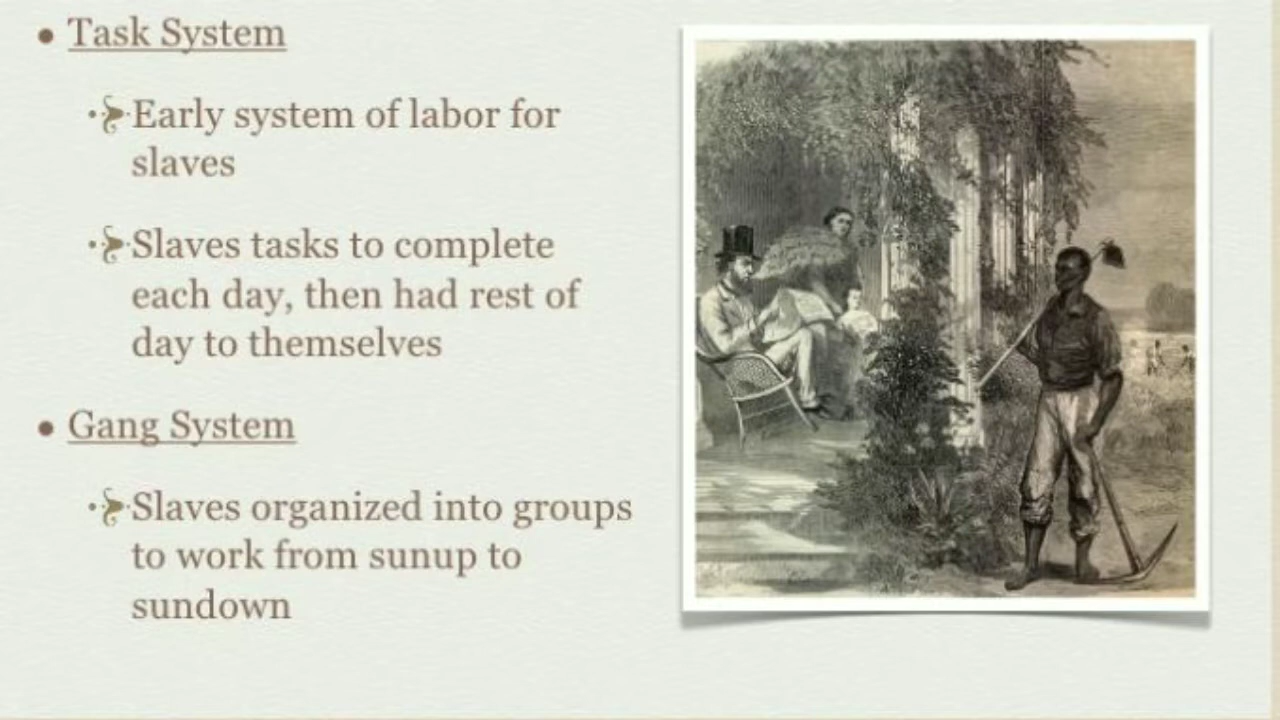 • Task System
Early system of labor for
slaves
Slaves tasks to complete
each day, then had rest of
day to themselves
• Gang System
Slaves organized into groups
to work from sunup to
sundown